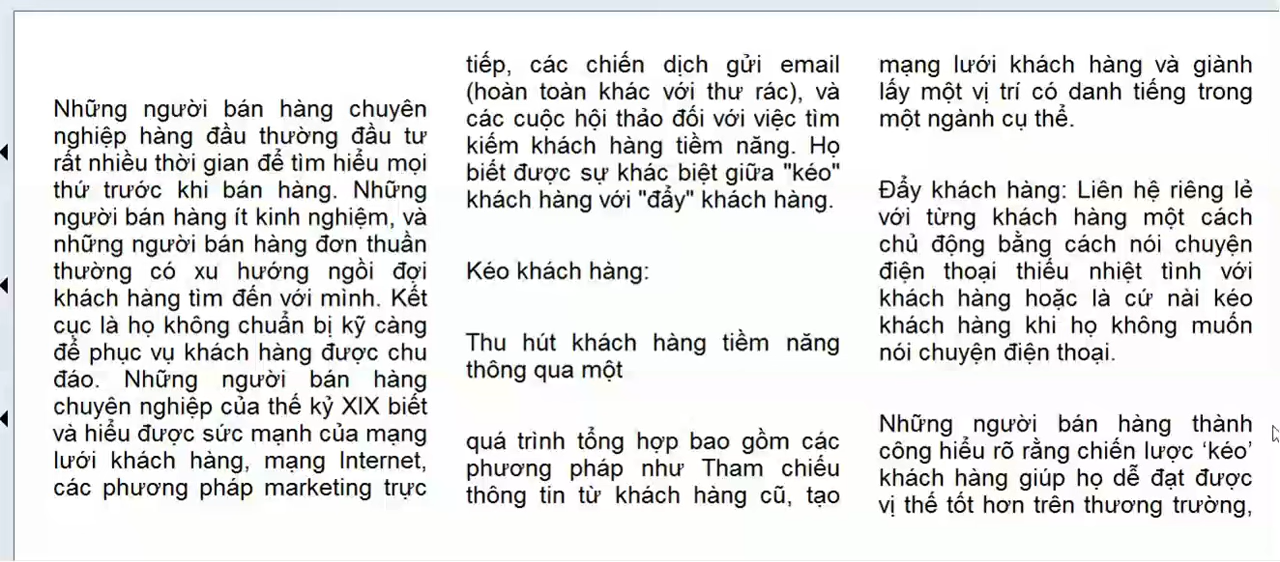 Những người bán hàng chuyên
nghiệp hàng đầu thường đầu tư
rất nhiều thời gian để tìm hiểu mọi
thứ trước khi bán hàng. Những
người bán hàng ít kinh nghiệm, và
những người bán hàng đơn thuần
thường có xu hướng ngồi đợi
khách hàng tìm đến với mình. Kết
cục là họ không chuẩn bị kỹ càng
để phục vụ khách hàng được chu
đáo. Những người bán hàng
chuyên nghiệp của thế kỷ XIX biết
và hiểu được sức mạnh của mạng
lưới khách hàng, mạng Internet,
các phương pháp marketing trực
tiếp, các chiến dịch gửi email
(hoàn toàn khác với thư rác), và
các cuộc hội thảo đối với việc tìm
kiếm khách hàng tiềm năng. Họ
biết được sự khác biệt giữa "kéo"
khách hàng với "đẩy" khách hàng.
Kéo khách hàng:
Thu hút khách hàng tiềm năng
thông qua một
quá trình tổng hợp bao gồm các
phương pháp như Tham chiếu
thông tin từ khách hàng cũ, tạo
mạng lưới khách hàng và giành
lấy một vị trí có danh tiếng trong
một ngành cụ thể.
Đẩy khách hàng: Liên hệ riêng lẻ
với từng khách hàng một cách
chủ động bằng cách nói chuyện
điện thoại thiếu nhiệt tình với
khách hàng hoặc là cứ nài kéo
khách hàng khi họ không muốn
nói chuyện điện thoại.
Những người bán hàng thành
công hiểu rõ rằng chiến lược ‘kéo’
khách hàng giúp họ dễ đạt được
vị thế tốt hơn trên thương trường,